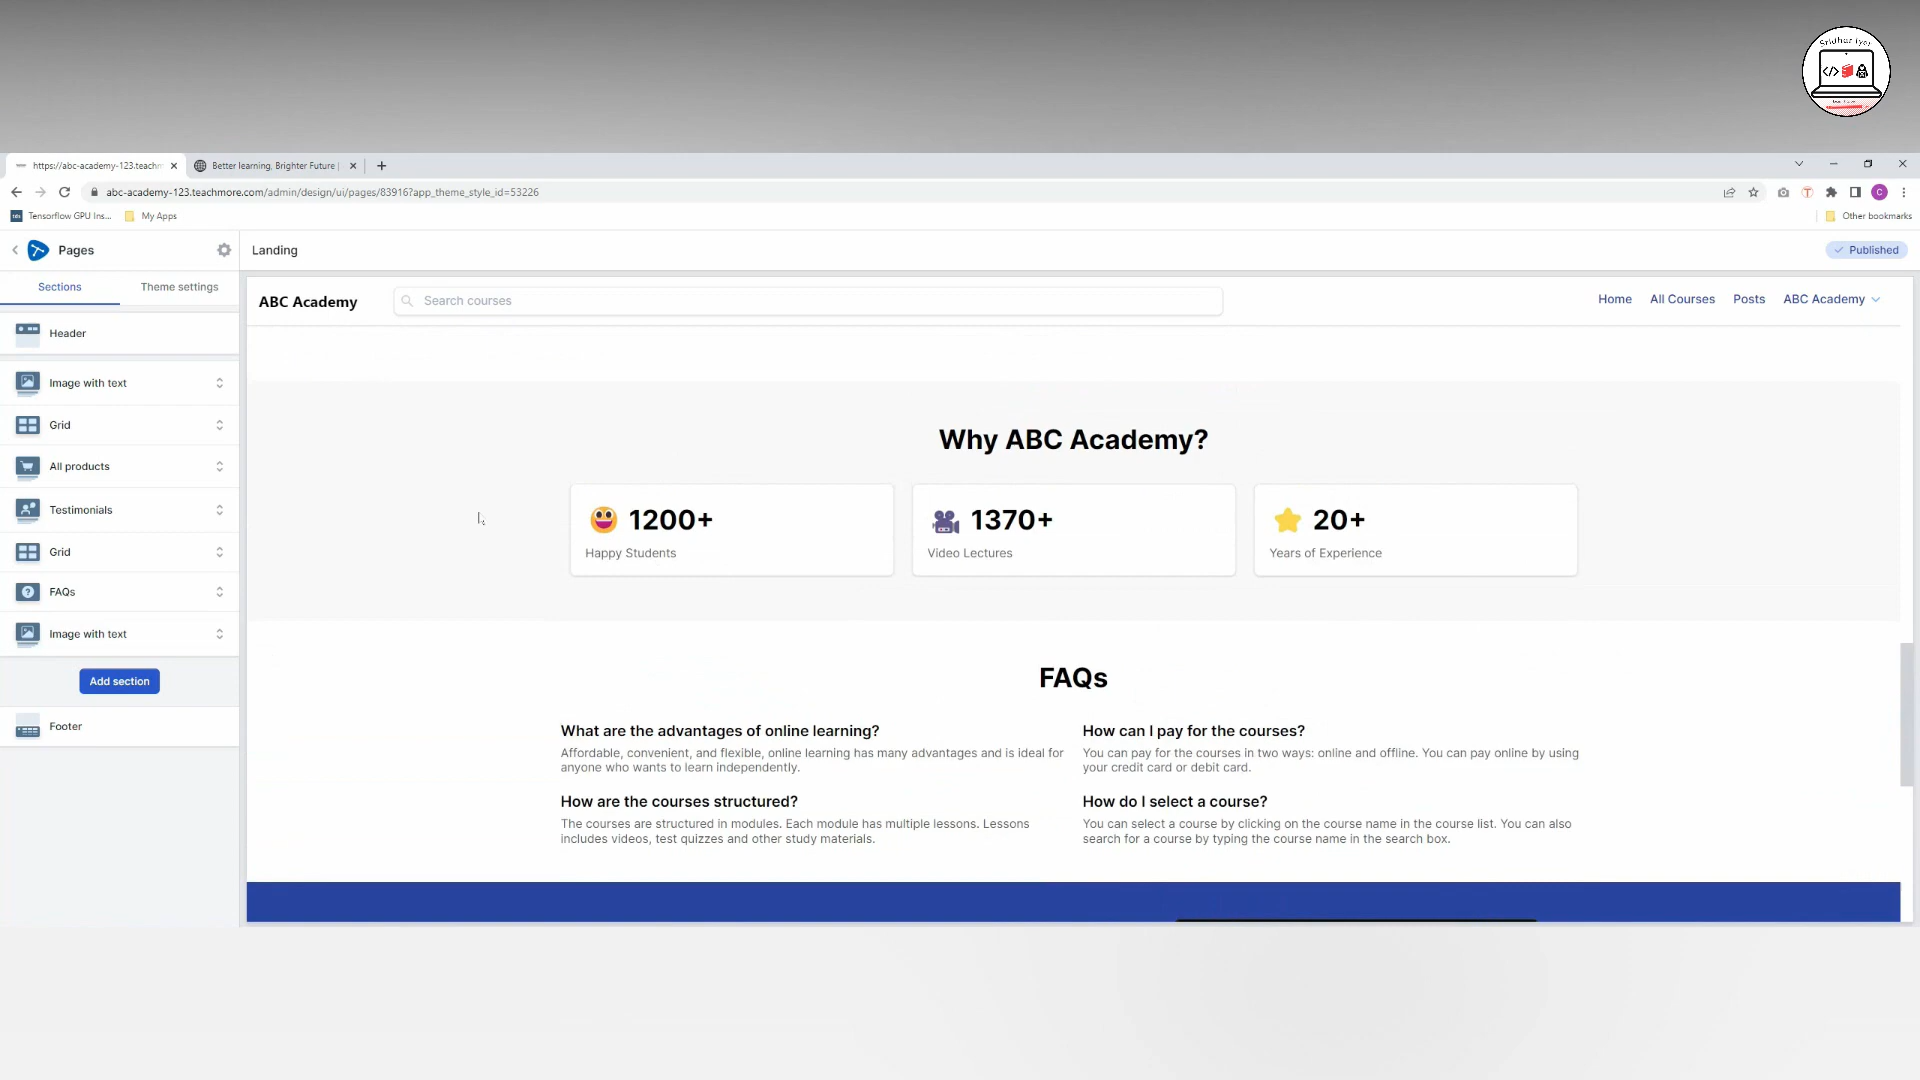 Sridhar Iyer
https://abc-academy-123.teachm
Better learning, Brighter Future |
abc-academy-123.teachmore.com/admin/design/ui/pages/83916?app_theme_style_id=53226
C
Tensorflow GPU Ins...
My Apps
Other bookmarks
Pages
Landing
Published
Sections
Theme settings
ABC Academy
Search courses
Home
All Courses
Posts
ABC Academy
Header
Image with text
Grid
All products
Testimonials
Grid
FAQs
Image with text
Add section
Footer
Why ABC Academy?
1200+
Happy Students
1370+
Video Lectures
20+
Years of Experience
FAQs
What are the advantages of online learning?
Affordable, convenient, and flexible, online learning has many advantages and is ideal for
anyone who wants to learn independently.
How can I pay for the courses?
You can pay for the courses in two ways: online and offline. You can pay online by using
your credit card or debit card.
How are the courses structured?
The courses are structured in modules. Each module has multiple lessons. Lessons
includes videos, test quizzes and other study materials.
How do I select a course?
You can select a course by clicking on the course name in the course list. You can also
search for a course by typing the course name in the search box.